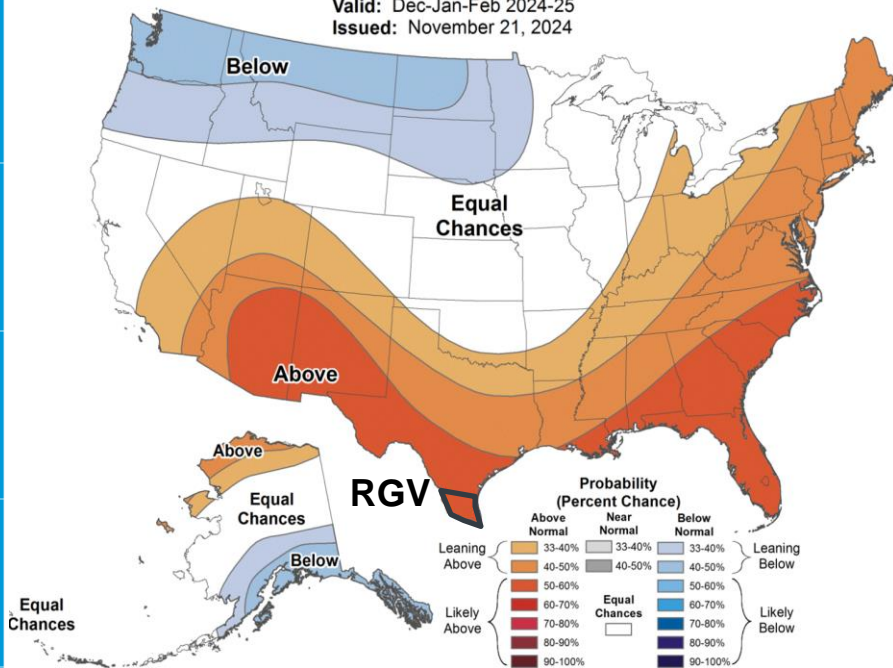 Valid: Dec-Jan-Feb 2024-25
Issued: November 21, 2024
Below
Equal
Chances
Above
Above
Equal
Chances
Below
Equal
Chances
RGV
Probability
(Percent Chance)
Above
Normal
Near
Normal
Below
Normal
Leaning
Above
33-40%
33-40%
33-40%
Leaning
Below
40-50%
40-50%
40-50%
Likely
Above
50-60%
Equal
Chances
50-60%
Likely
Below
60-70%
60-70%
70-80%
70-80%
80-90%
80-90%
90-100%
90-100%